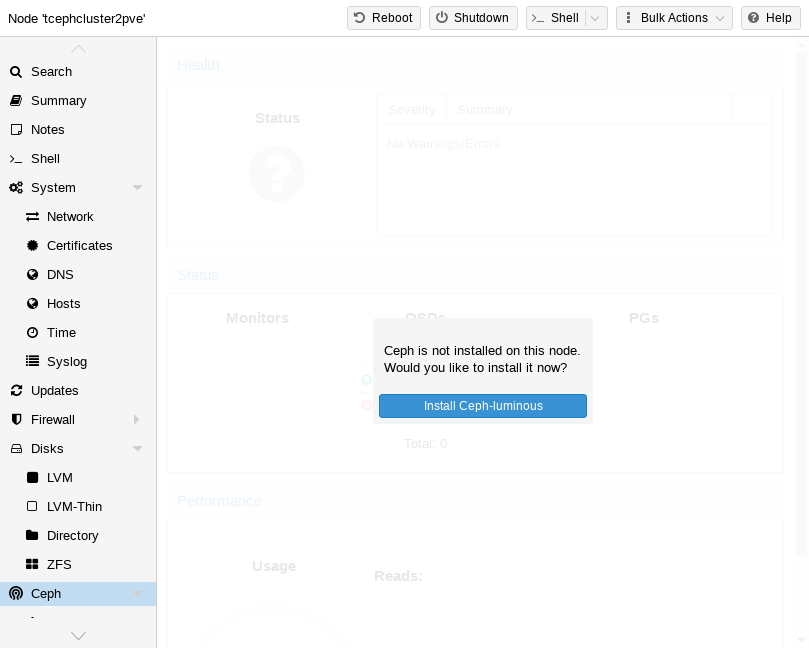 Node 'tcephcluster2pve'
Reboot
Shutdown
Shell
Bulk Actions
Help
Search
Summary
Notes
Shell
System
Network
Certificates
DNS
Hosts
Time
Syslog
Updates
Firewall
Disks
LVM
LVM-Thin
Directory
ZFS
Ceph
Health
Status
Severity
Summary
No Warnings/Errors
Status
Monitors
OSDs
PGs
Ceph is not installed on this node.
Would you like to install it now?
Install Ceph-luminous
Total: 0
Performance
Usage
Reads: